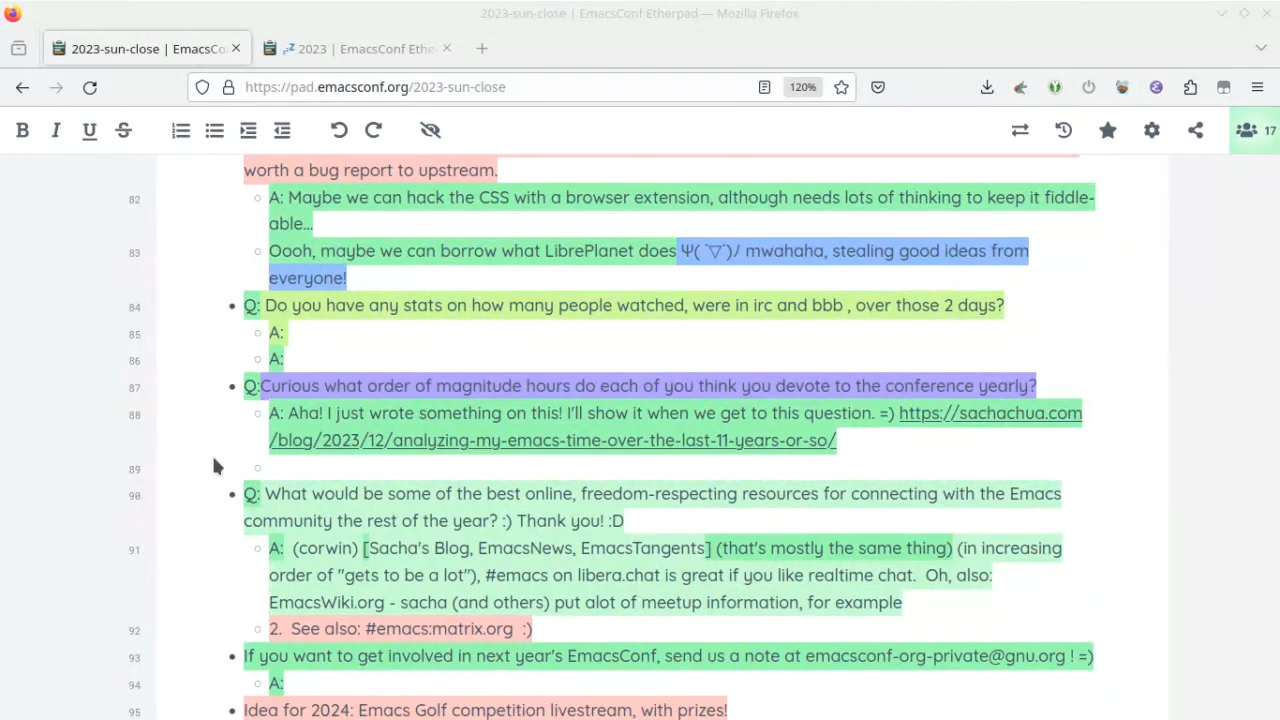 2023-sun-close | EmacsConf Etherpad — Mozilla Firefox
2023-sun-close | EmacsCo
💤 2023 | EmacsConf Ethe
https://pad.emacsconf.org/2023-sun-close
120%
B I U S
17
worth a bug report to upstream.
82 A: Maybe we can hack the CSS with a browser extension, although needs lots of thinking to keep it fiddle-
able...
83 Oooh, maybe we can borrow what LibrePlanet does Ψ( `▽´)ﾉ mwahaha, stealing good ideas from
everyone!
84 Q: Do you have any stats on how many people watched, were in irc and bbb , over those 2 days?
85 A:
86 A:
87 Q:Curious what order of magnitude hours do each of you think you devote to the conference yearly?
88 A: Aha! I just wrote something on this! I'll show it when we get to this question. =) https://sachachua.com
/blog/2023/12/analyzing-my-emacs-time-over-the-last-11-years-or-so/
89
90 Q: What would be some of the best online, freedom-respecting resources for connecting with the Emacs
community the rest of the year? :) Thank you! :D
91 A:  (corwin) [Sacha's Blog, EmacsNews, EmacsTangents] (that's mostly the same thing) (in increasing
order of "gets to be a lot"), #emacs on libera.chat is great if you like realtime chat.  Oh, also:
EmacsWiki.org - sacha (and others) put alot of meetup information, for example
92 2.  See also: #emacs:matrix.org  :)
93 If you want to get involved in next year's EmacsConf, send us a note at emacsconf-org-private@gnu.org ! =)
94 A:
95 Idea for 2024: Emacs Golf competition livestream, with prizes!